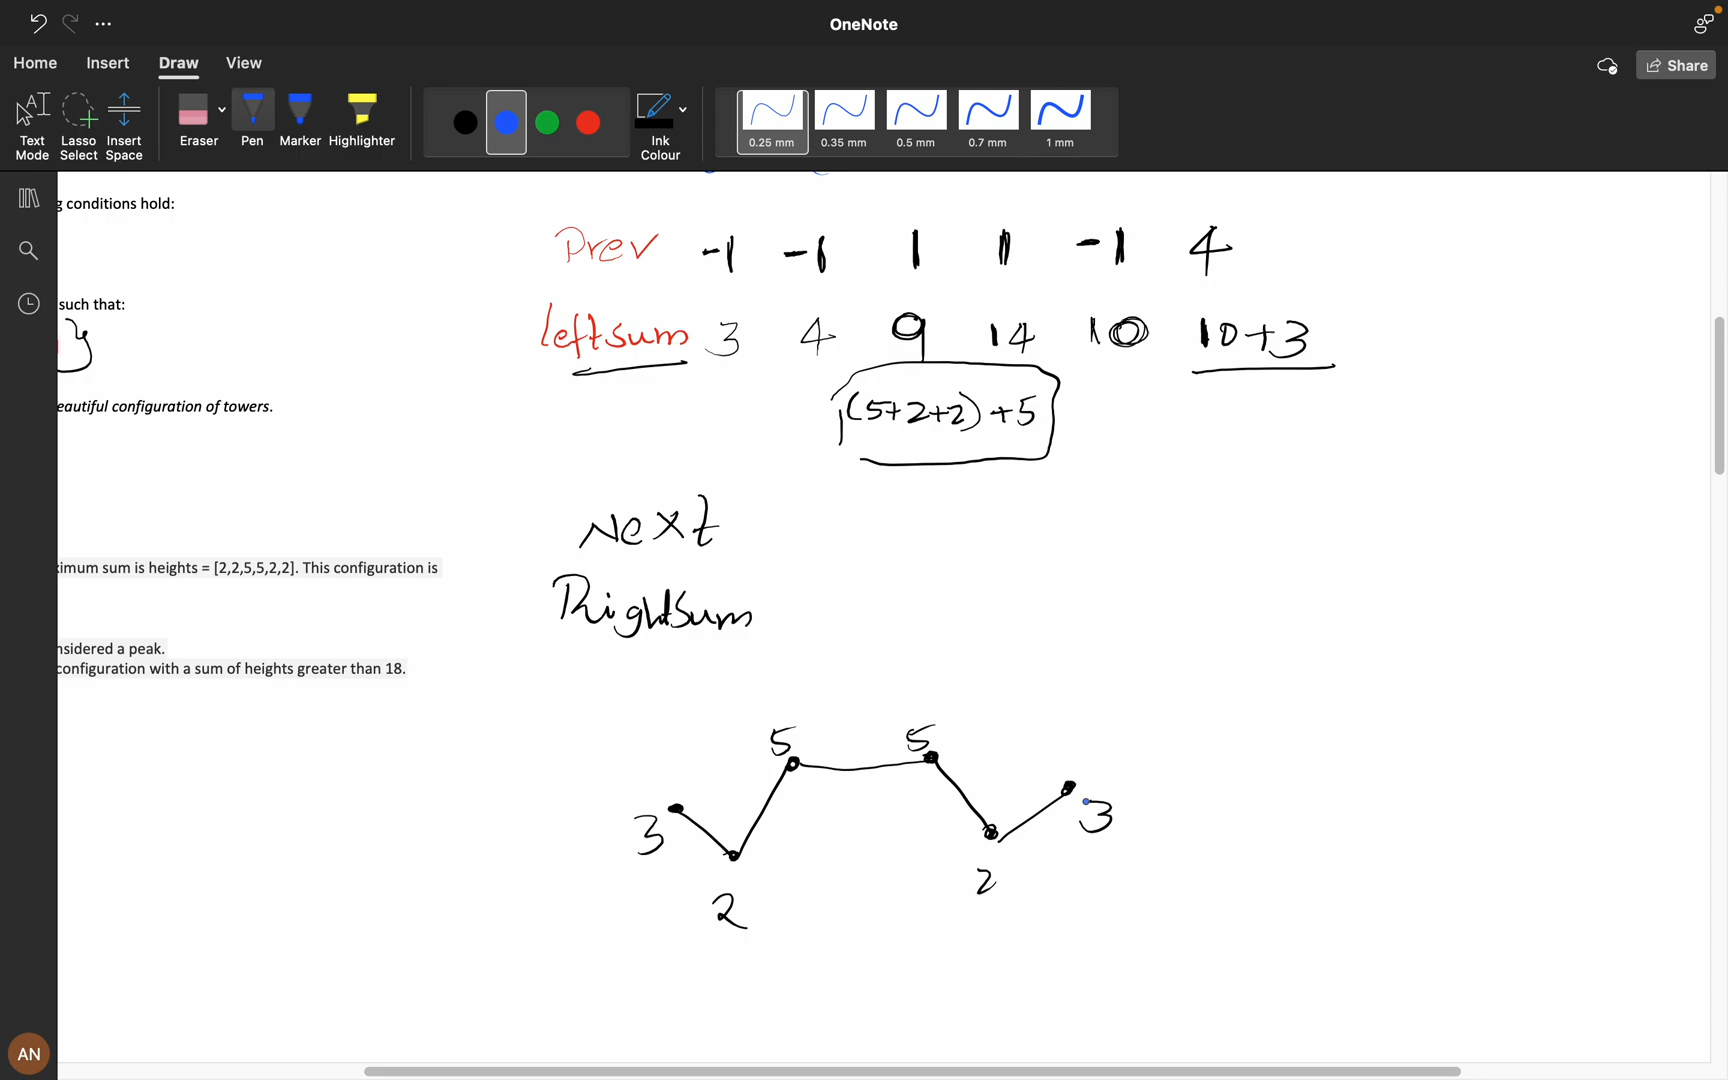 OneNote
Home Insert Draw View
Share
Text Mode
Lasso Select
Insert Space
Eraser
Pen
Marker
Highlighter
Ink Colour
0.25 mm
0.35 mm
0.5 mm
0.7 mm
1 mm
g conditions hold:
Prev -1 -1 1 1 -1 4
such that:
leftsum 3 4 9 14 10 10+3
eautiful configuration of towers.
(5+2+2)+5
Next
ximum sum is heights = [2,2,5,5,2,2]. This configuration is
RightSum
nsidered a peak.
configuration with a sum of heights greater than 18.
5 5
3 3
2 2
AN